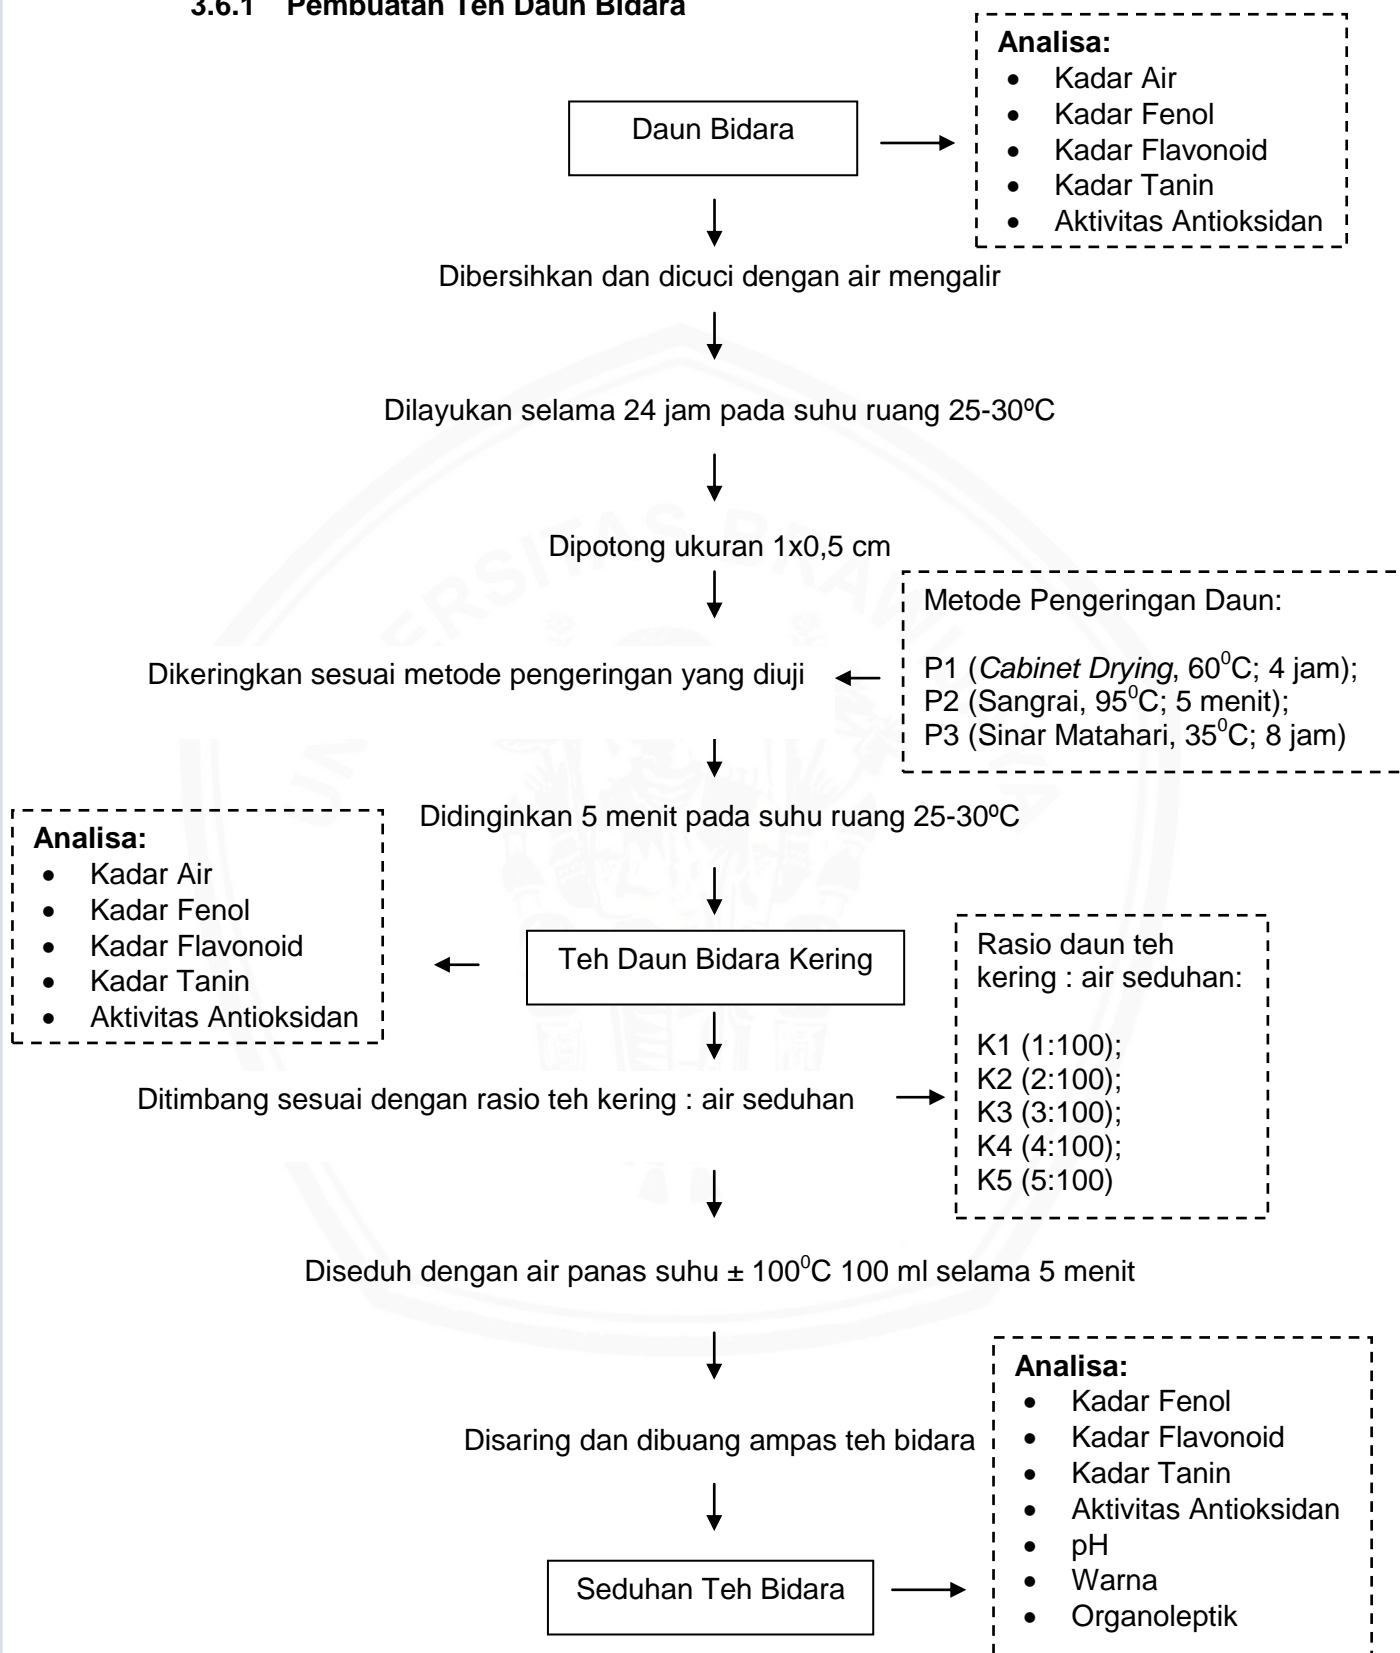 3.6.1 Pembuatan Teh Daun Bidara
Analisa:
• Kadar Air
• Kadar Fenol
• Kadar Flavonoid
• Kadar Tanin
• Aktivitas Antioksidan
Daun Bidara
Dibersihkan dan dicuci dengan air mengalir
Dilayukan selama 24 jam pada suhu ruang 25-30ºC
Dipotong ukuran 1x0,5 cm
Metode Pengeringan Daun:
P1 (Cabinet Drying, 60⁰C; 4 jam);
P2 (Sangrai, 95⁰C; 5 menit);
P3 (Sinar Matahari, 35⁰C; 8 jam)
Dikeringkan sesuai metode pengeringan yang diuji
Didinginkan 5 menit pada suhu ruang 25-30ºC
Analisa:
• Kadar Air
• Kadar Fenol
• Kadar Flavonoid
• Kadar Tanin
• Aktivitas Antioksidan
Teh Daun Bidara Kering
Rasio daun teh
kering : air seduhan:
K1 (1:100);
K2 (2:100);
K3 (3:100);
K4 (4:100);
K5 (5:100)
Ditimbang sesuai dengan rasio teh kering : air seduhan
Diseduh dengan air panas suhu ± 100⁰C 100 ml selama 5 menit
Disaring dan dibuang ampas teh bidara
Analisa:
• Kadar Fenol
• Kadar Flavonoid
• Kadar Tanin
• Aktivitas Antioksidan
• pH
• Warna
• Organoleptik
Seduhan Teh Bidara